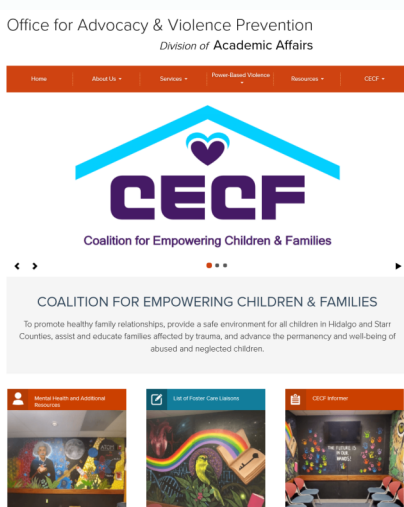 Office for Advocacy & Violence Prevention
Division of Academic Affairs
Home About Us Services Power-Based Violence Resources CECF
CECF
Coalition for Empowering Children & Families
COALITION FOR EMPOWERING CHILDREN & FAMILIES
To promote healthy family relationships, provide a safe environment for all children in Hidalgo and Starr
Counties, assist and educate families affected by trauma, and advance the permanency and well-being of
abused and neglected children.
Mental Health and Additional
Resources
List of Foster Care Liaisons
CECF Informer
THE FUTURE IS
IN OUR
HANDS!